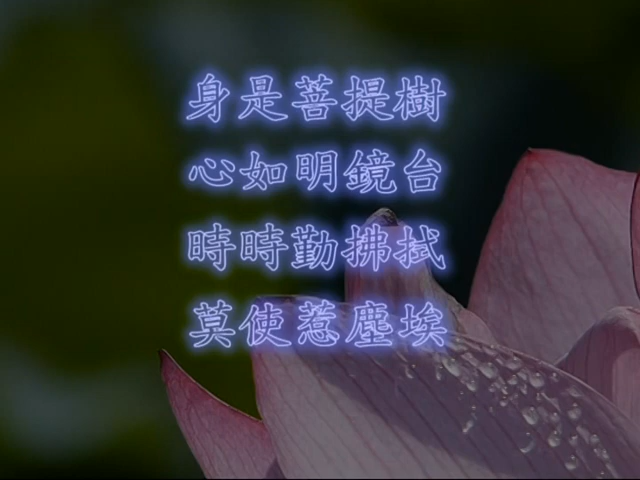 身是菩提樹
心如明鏡台
時時勤拂拭
莫使惹塵埃